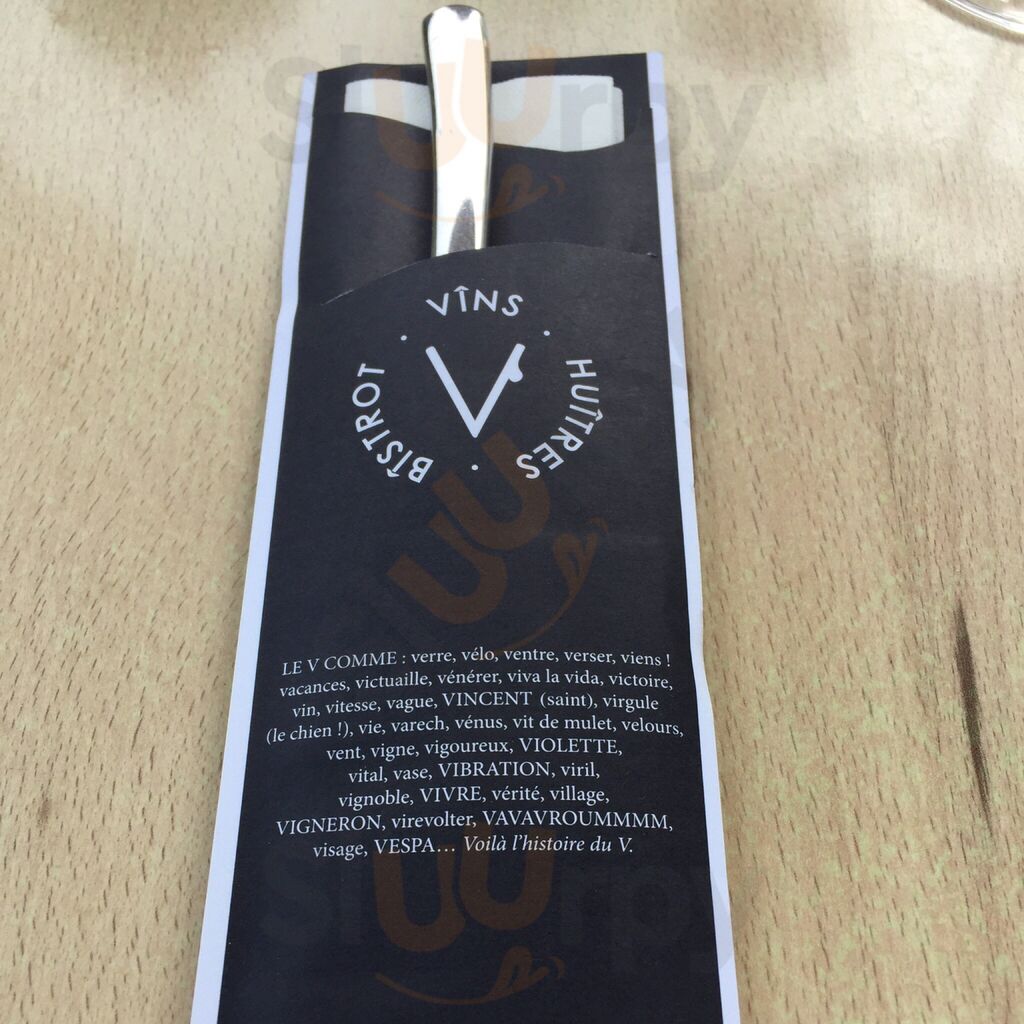 slurpy
VÎNS
BÎSTROT
HUÎTRES
V
LE V COMME : verre, vélo, ventre, verser, viens !
vacances, victuaille, vénérer, viva la vida, victoire,
vin, vitesse, vague, VINCENT (saint), virgule
(le chien !), vie, varech, vénus, vit de mulet, velours,
vent, vigne, vigoureux, VIOLETTE,
vital, vase, VIBRATION, viril,
vignoble, VIVRE, vérité, village,
VIGNERON, virevolter, VAVAVROUMMMM,
visage, VESPA… Voilà l’histoire du V.
slurpy